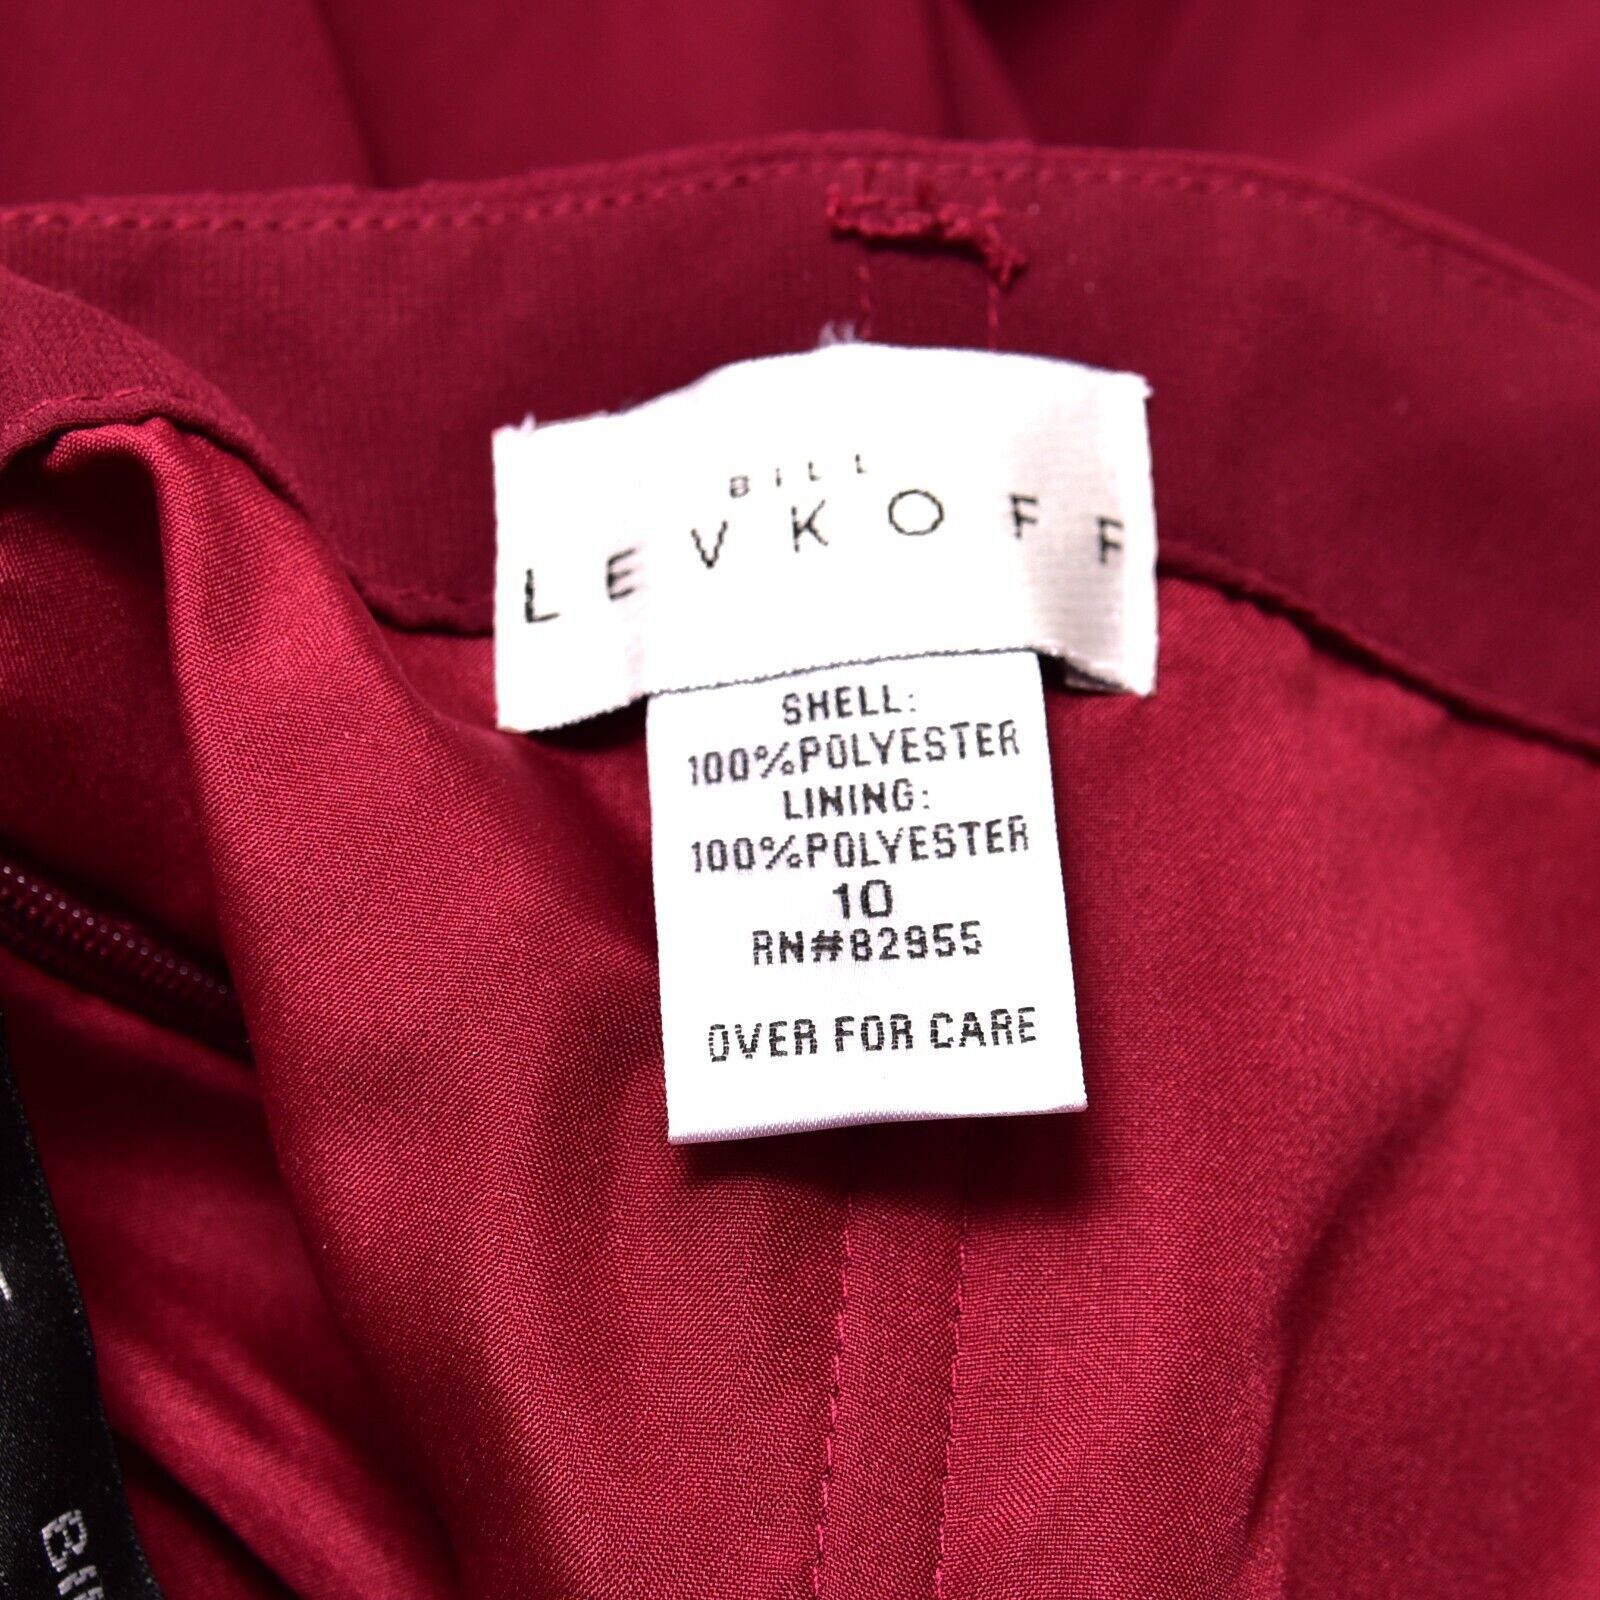 BILL
LEVKOFF
SHELL:
100%POLYESTER
LINING:
100%POLYESTER
10
RN#82955
OVER FOR CARE